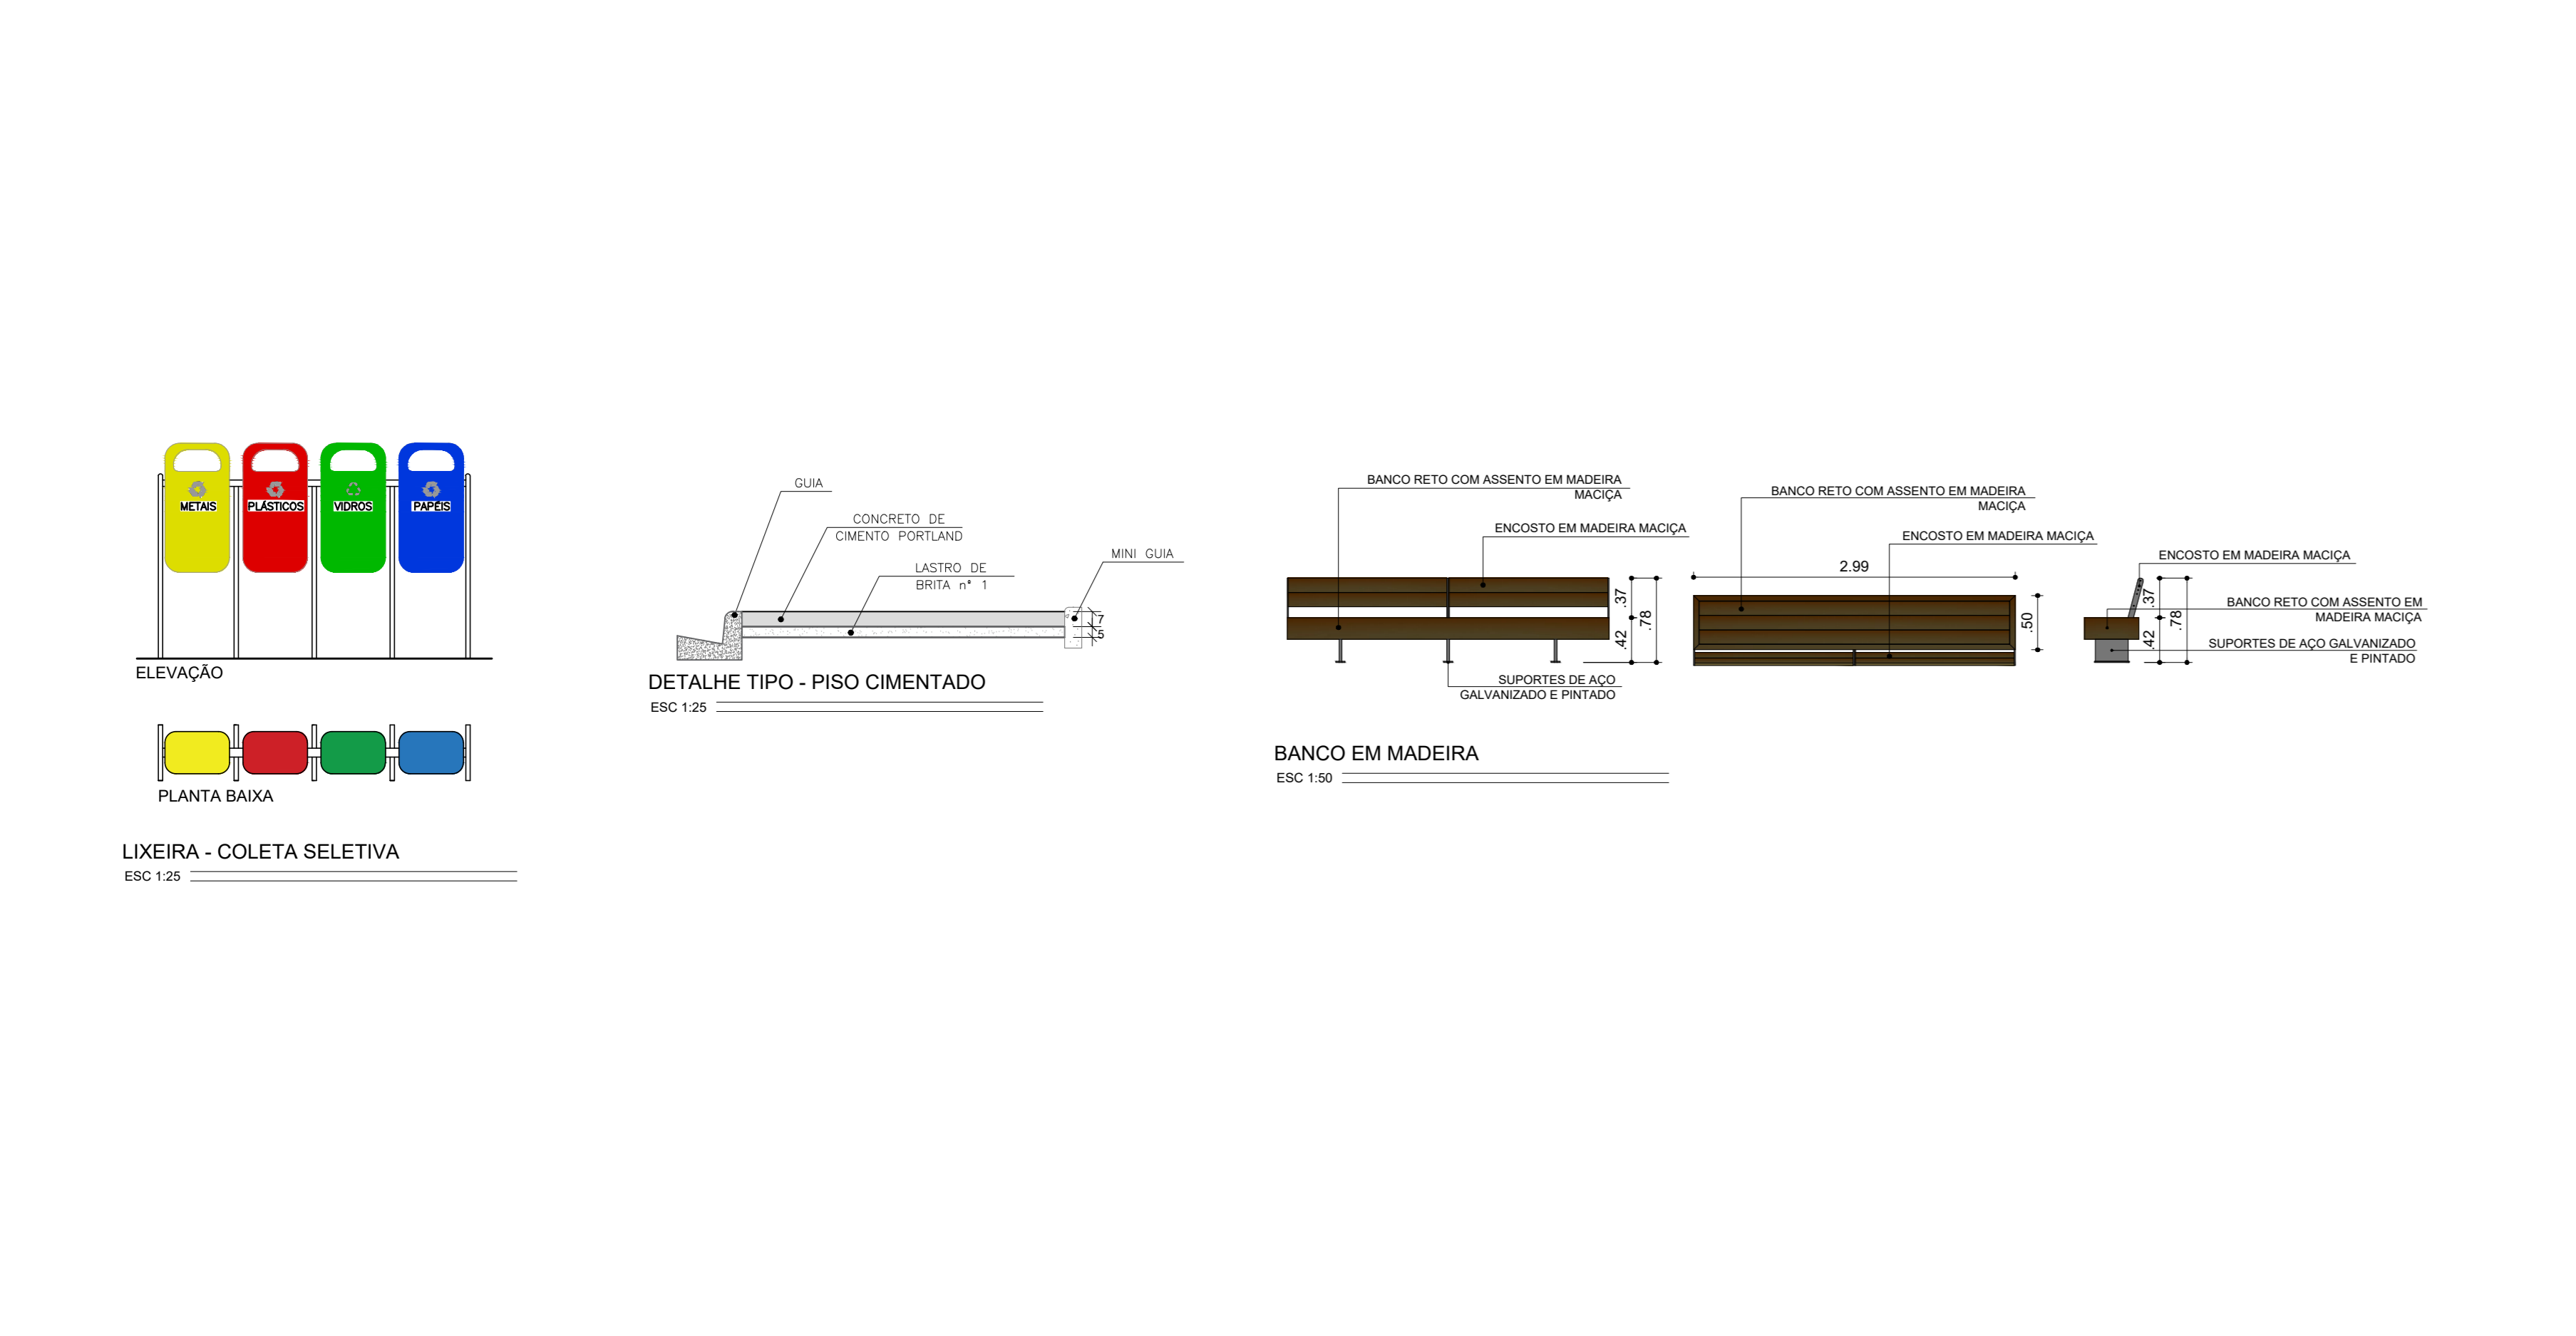 METAIS
PLÁSTICOS
VIDROS
PAPÉIS
ELEVAÇÃO
PLANTA BAIXA
LIXEIRA - COLETA SELETIVA
ESC 1:25
GUIA
CONCRETO DE
CIMENTO PORTLAND
LASTRO DE
BRITA n° 1
MINI GUIA
7
5
DETALHE TIPO - PISO CIMENTADO
ESC 1:25
BANCO RETO COM ASSENTO EM MADEIRA
MACIÇA
ENCOSTO EM MADEIRA MACIÇA
.37
.78
.42
SUPORTES DE AÇO
GALVANIZADO E PINTADO
BANCO RETO COM ASSENTO EM MADEIRA
MACIÇA
ENCOSTO EM MADEIRA MACIÇA
2.99
.50
ENCOSTO EM MADEIRA MACIÇA
.37
.78
.42
BANCO RETO COM ASSENTO EM
MADEIRA MACIÇA
SUPORTES DE AÇO GALVANIZADO
E PINTADO
BANCO EM MADEIRA
ESC 1:50